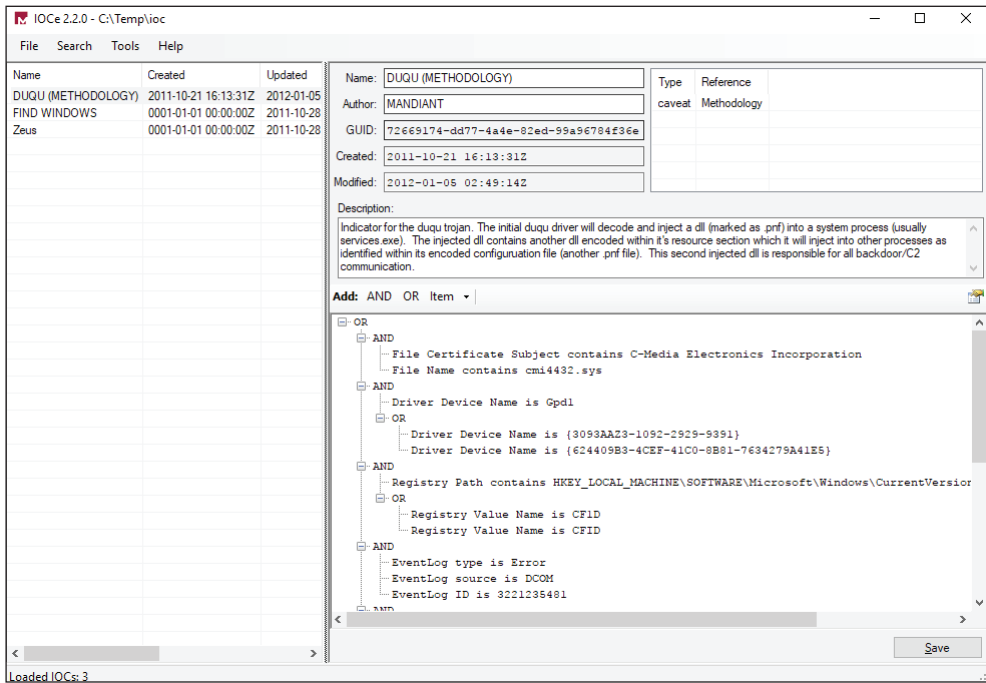 IOCe 2.2.0 - C:\Temp\ioc
File Search Tools Help
Name Created Updated
DUQU (METHODOLOGY) 2011-10-21 16:13:31Z 2012-01-05
FIND WINDOWS 0001-01-01 00:00:00Z 2011-10-28
Zeus 0001-01-01 00:00:00Z 2011-10-28
Name: DUQU (METHODOLOGY)
Author: MANDIANT
GUID: 72669174-dd77-4a4e-82ed-99a96784f36e
Created: 2011-10-21 16:13:31Z
Modified: 2012-01-05 02:49:14Z
Type Reference
caveat Methodology
Description:
Indicator for the duqu trojan. The initial duqu driver will decode and inject a dll (marked as .pnf) into a system process (usually
services.exe). The injected dll contains another dll encoded within it's resource section which it will inject into other processes as
identified within its encoded configuruation file (another .pnf file). This second injected dll is responsible for all backdoor/C2
communication.
Add: AND OR Item
OR
AND
File Certificate Subject contains C-Media Electronics Incorporation
File Name contains cmi4432.sys
AND
Driver Device Name is Gpd1
OR
Driver Device Name is {3093AAZ3-1092-2929-9391}
Driver Device Name is {624409B3-4CEF-41C0-8B81-7634279A41E5}
AND
Registry Path contains HKEY_LOCAL_MACHINE\SOFTWARE\Microsoft\Windows\CurrentVersion
OR
Registry Value Name is CF1D
Registry Value Name is CFID
AND
EventLog type is Error
EventLog source is DCOM
EventLog ID is 3221235481
AND
Save
Loaded IOCs: 3